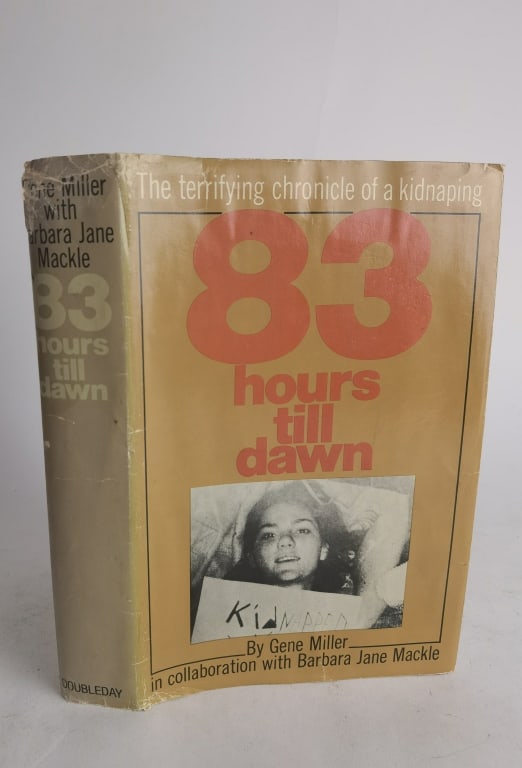 Gene Miller
with
Barbara Jane
Mackle
83
hours
till
dawn
DOUBLEDAY
The terrifying chronicle of a kidnaping
83
hours
till
dawn
KIDNAPPED
By Gene Miller
in collaboration with Barbara Jane Mackle